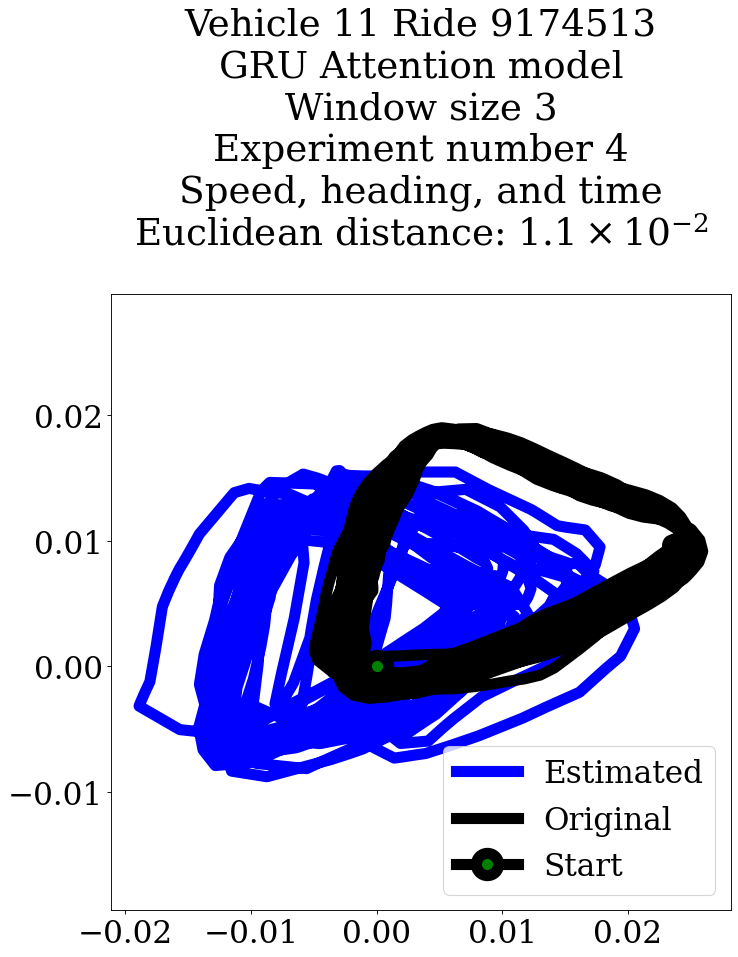 Vehicle 11 Ride 9174513
GRU Attention model
Window size 3
Experiment number 4
Speed, heading, and time
Euclidean distance: 1.1 × 10⁻²
0.02
0.01
0.00
−0.01
Estimated
Original
Start
−0.02 −0.01 0.00 0.01 0.02